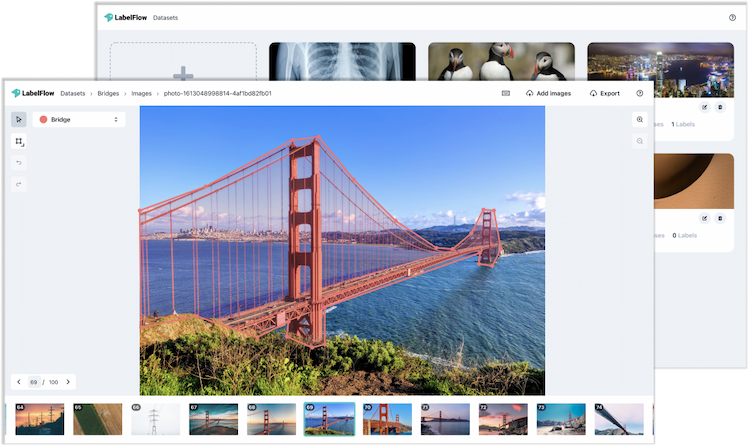 LabelFlow Datasets
1 Labels
0 Labels
LabelFlow Datasets > Bridges > Images > photo-1613048998814-4af1bd82fb01
Add images
Export
Bridge
69 / 100
64 65 66 67 68 69 70 71 72 73 74